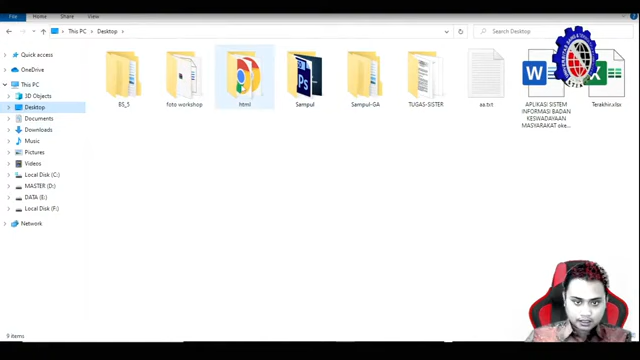 File Home Share View
This PC > Desktop >
Search Desktop
Quick access
OneDrive
This PC
3D Objects
Desktop
Documents
Downloads
Music
Pictures
Videos
Local Disk (C:)
MASTER (D:)
DATA (E:)
Local Disk (F:)
Network
BS_5
foto workshop
html
Sampul
Sampul-GA
TUGAS-SISTER
aa.txt
APLIKASI SISTEM
INFORMASI BADAN
KESWADAYAAN
MASYARAKAT oke...
Terakhir.xlsx
9 items